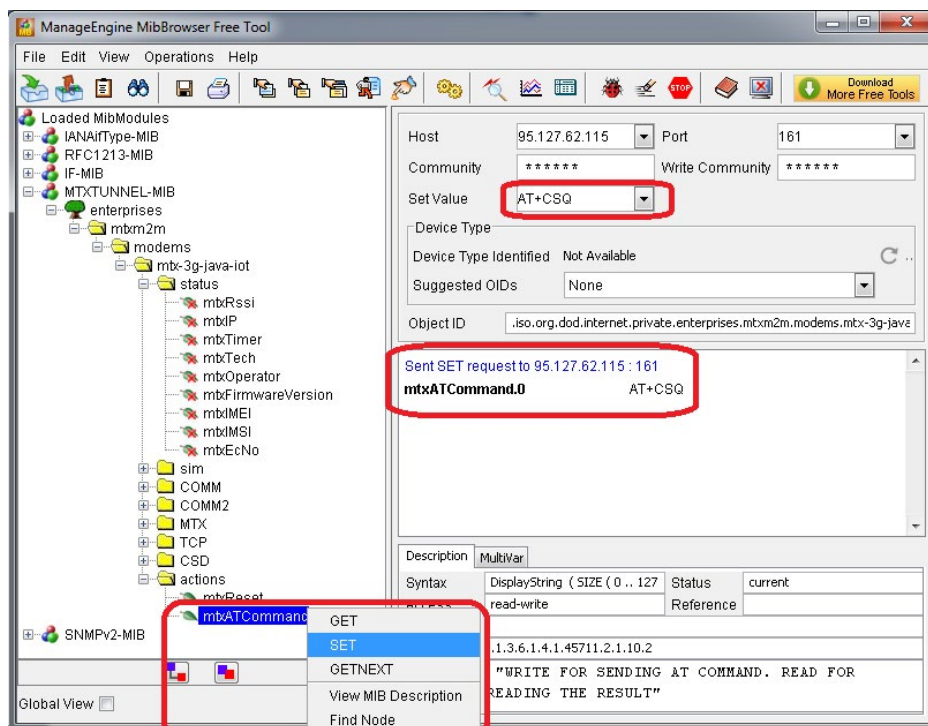 ManageEngine MibBrowser Free Tool
File Edit View Operations Help
STOP
Download
More Free Tools
Loaded MibModules
IANAifType-MIB
RFC1213-MIB
IF-MIB
MTXTUNNEL-MIB
enterprises
mtxm2m
modems
mtx-3g-java-iot
status
mtxRssi
mtxIP
mtxTimer
mtxTech
mtxOperator
mtxFirmwareVersion
mtxIMEI
mtxIMSI
mtxEcNo
sim
COMM
COMM2
MTX
TCP
CSD
actions
mtxReset
mtxATCommand
SNMPv2-MIB
Global View
GET
SET
GETNEXT
View MIB Description
Find Node
Host 95.127.62.115 Port 161
Community ****** Write Community ******
Set Value AT+CSQ
Device Type
Device Type Identified Not Available ..
Suggested OIDs None
Object ID .iso.org.dod.internet.private.enterprises.mtxm2m.modems.mtx-3g-java
Sent SET request to 95.127.62.115 : 161
mtxATCommand.0 AT+CSQ
Description MultiVar
Syntax DisplayString ( SIZE ( 0 .. 127 Status current
read-write Reference
.1.3.6.1.4.1.45711.2.1.10.2
"WRITE FOR SENDING AT COMMAND. READ FOR
READING THE RESULT"